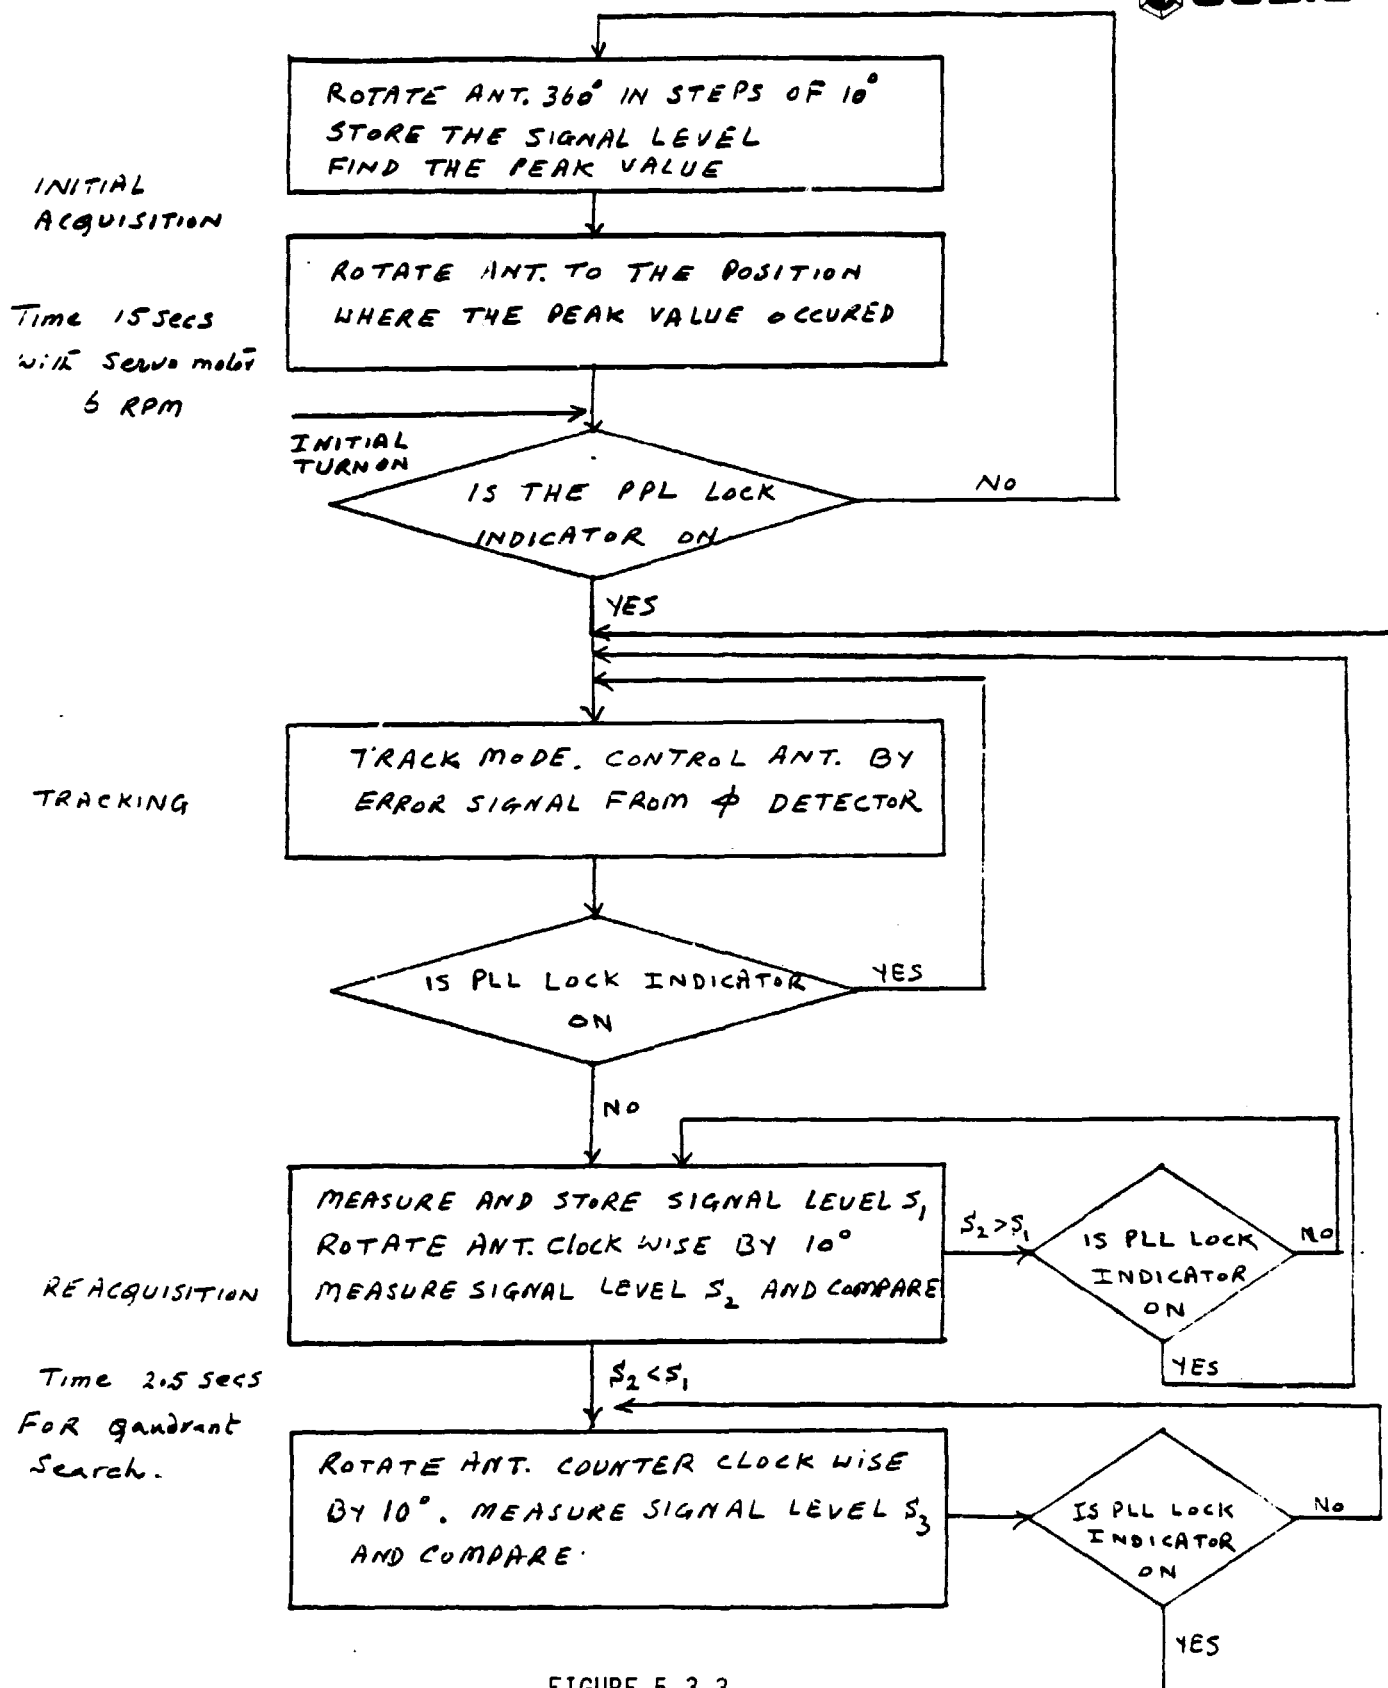 ROTATE ANT. 360° IN STEPS OF 10°
STORE THE SIGNAL LEVEL
FIND THE PEAK VALUE
INITIAL
ACQUISITION
ROTATE ANT. TO THE POSITION
WHERE THE PEAK VALUE OCCURED
Time 15 secs
with Servo motor
6 RPM
INITIAL
TURN ON
IS THE PPL LOCK
INDICATOR ON
NO
YES
TRACK MODE. CONTROL ANT. BY
ERROR SIGNAL FROM ϕ DETECTOR
TRACKING
IS PLL LOCK INDICATOR
ON
YES
NO
MEASURE AND STORE SIGNAL LEVEL S₁
ROTATE ANT. CLOCK WISE BY 10°
MEASURE SIGNAL LEVEL S₂ AND COMPARE
S₂>S₁
IS PLL LOCK
INDICATOR
ON
NO
YES
REACQUISITION
Time 2.5 secs
FOR Qaudrant
Search.
S₂<S₁
ROTATE ANT. COUNTER CLOCK WISE
BY 10°. MEASURE SIGNAL LEVEL S₃
AND COMPARE.
IS PLL LOCK
INDICATOR
ON
NO
YES
FIGURE 5.3.3